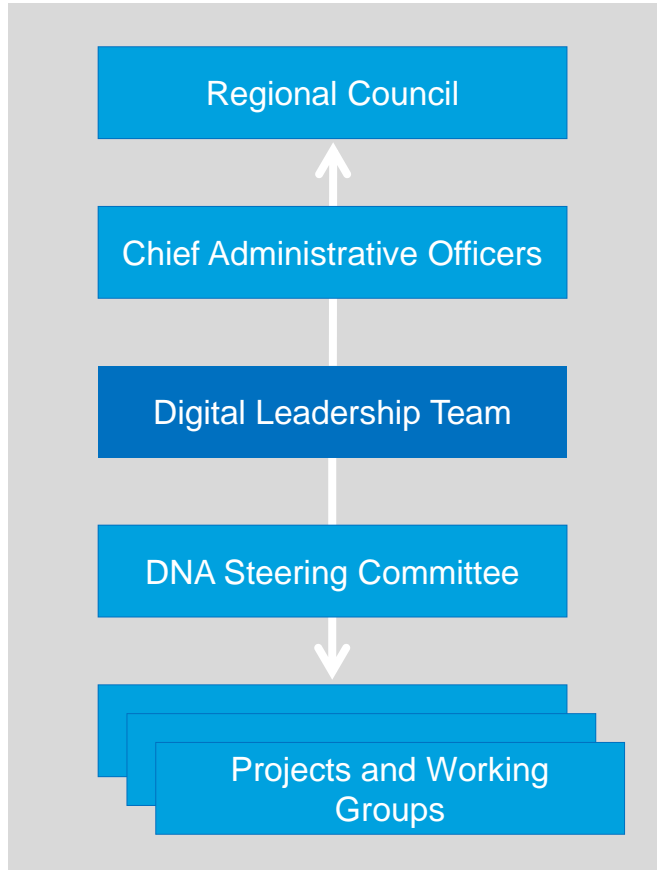 Regional Council
Chief Administrative Officers
Digital Leadership Team
DNA Steering Committee
Projects and Working
Groups